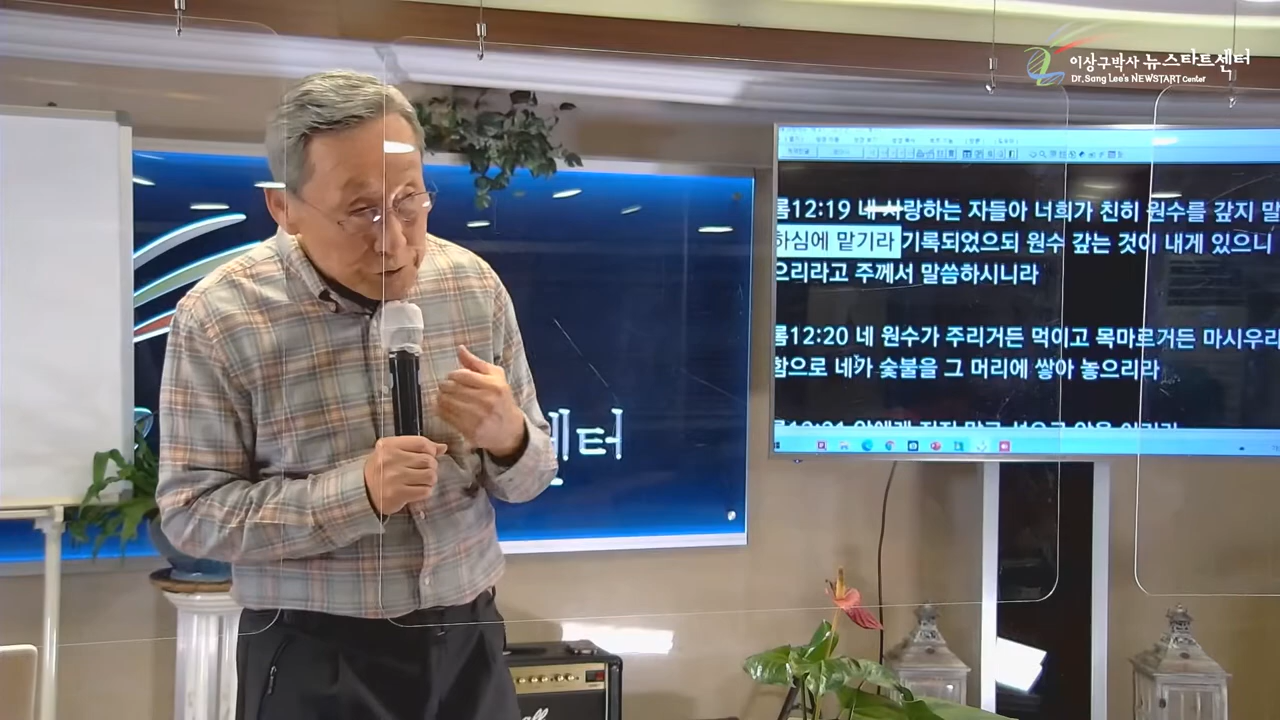 이상구박사 뉴스타트센터
Dr. Sang Lee's NEWSTART Center
롬12:19 네 사랑하는 자들아 너희가 친히 원수를 갚지 말
하심에 맡기라 기록되었으되 원수 갚는 것이 내게 있으니
으리라고 주께서 말씀하시니라
롬12:20 네 원수가 주리거든 먹이고 목마르거든 마시우라
함으로 네가 숯불을 그 머리에 쌓아 놓으리라
센터